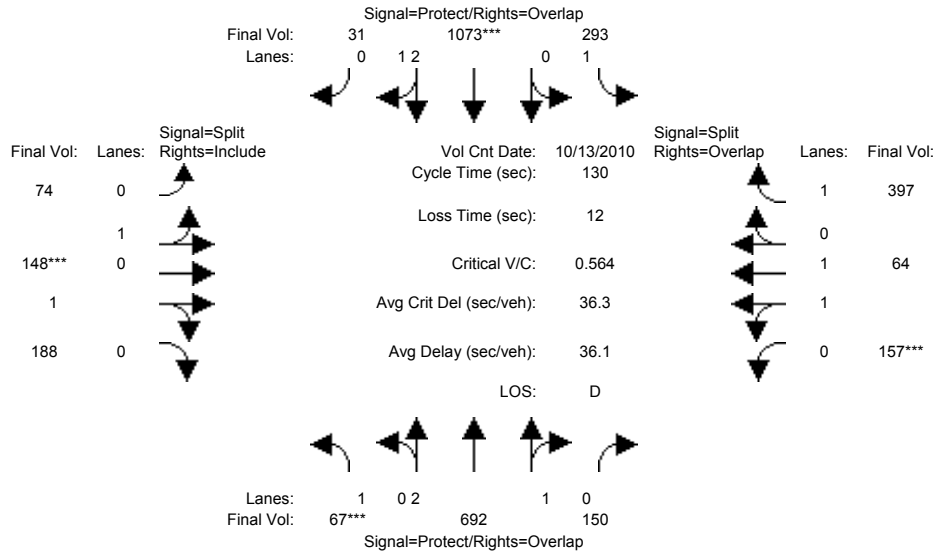 Signal=Protect/Rights=Overlap
Final Vol: 31 1073*** 293
Lanes: 0 1 2 0 1
Signal=Split
Final Vol: Lanes: Rights=Include
Vol Cnt Date: 10/13/2010
Signal=Split
Rights=Overlap Lanes: Final Vol:
Cycle Time (sec): 130
74 0
1 397
Loss Time (sec): 12
1
0
148*** 0
Critical V/C: 0.564
1 64
1
Avg Crit Del (sec/veh): 36.3
1
188 0
Avg Delay (sec/veh): 36.1
0 157***
LOS: D
Lanes: 1 0 2 1 0
Final Vol: 67*** 692 150
Signal=Protect/Rights=Overlap